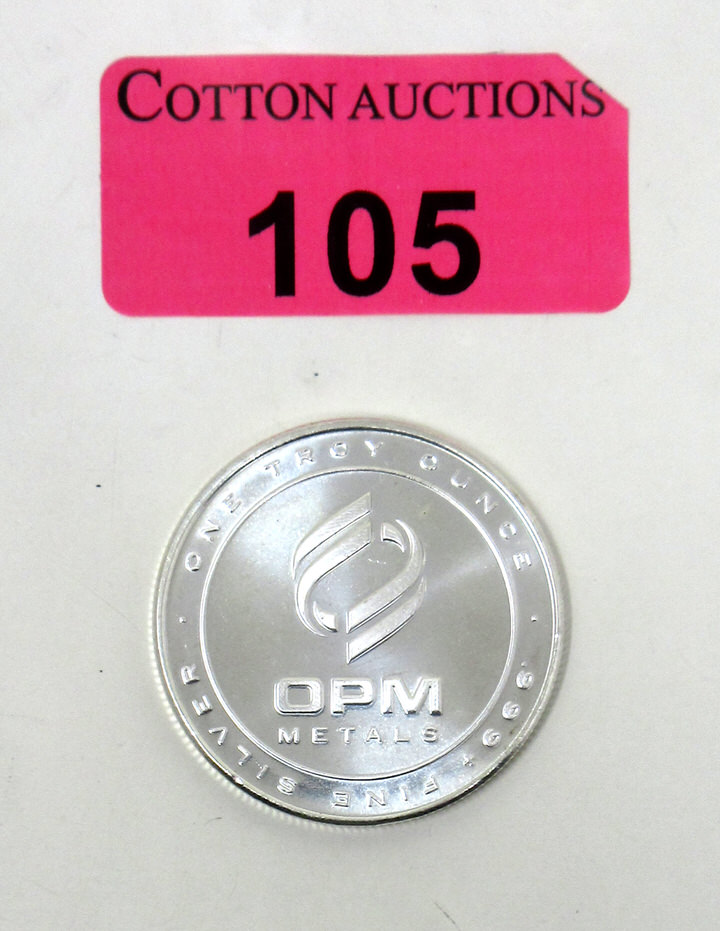 COTTON AUCTIONS
105
· ONE TROY OUNCE ·
OPM
METALS
.999+ FINE SILVER